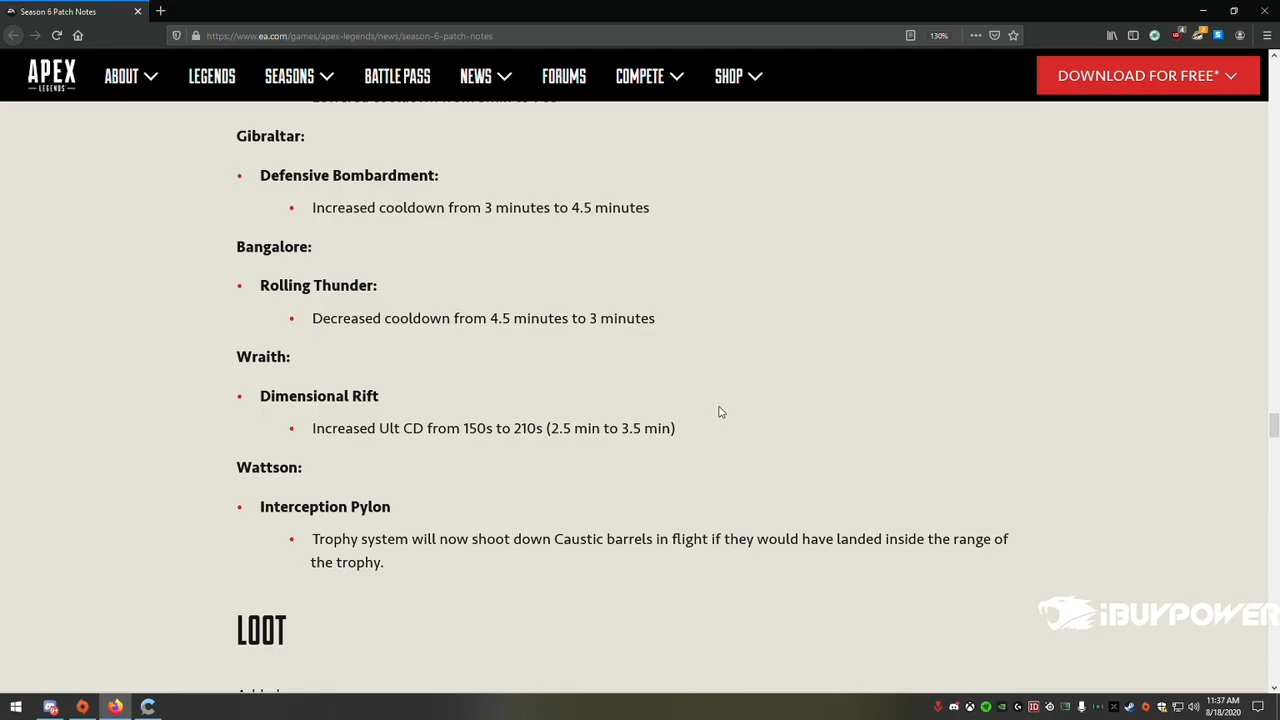 Season 6 Patch Notes
https://www.ea.com/games/apex-legends/news/season-6-patch-notes
130%
APEX
LEGENDS
ABOUT
LEGENDS
SEASONS
BATTLE PASS
NEWS
FORUMS
COMPETE
SHOP
DOWNLOAD FOR FREE*
Gibraltar:
• Defensive Bombardment:
• Increased cooldown from 3 minutes to 4.5 minutes
Bangalore:
• Rolling Thunder:
• Decreased cooldown from 4.5 minutes to 3 minutes
Wraith:
• Dimensional Rift
• Increased Ult CD from 150s to 210s (2.5 min to 3.5 min)
Wattson:
• Interception Pylon
• Trophy system will now shoot down Caustic barrels in flight if they would have landed inside the range of
the trophy.
iBUYPOWER
LOOT
11:37 AM
8/18/2020